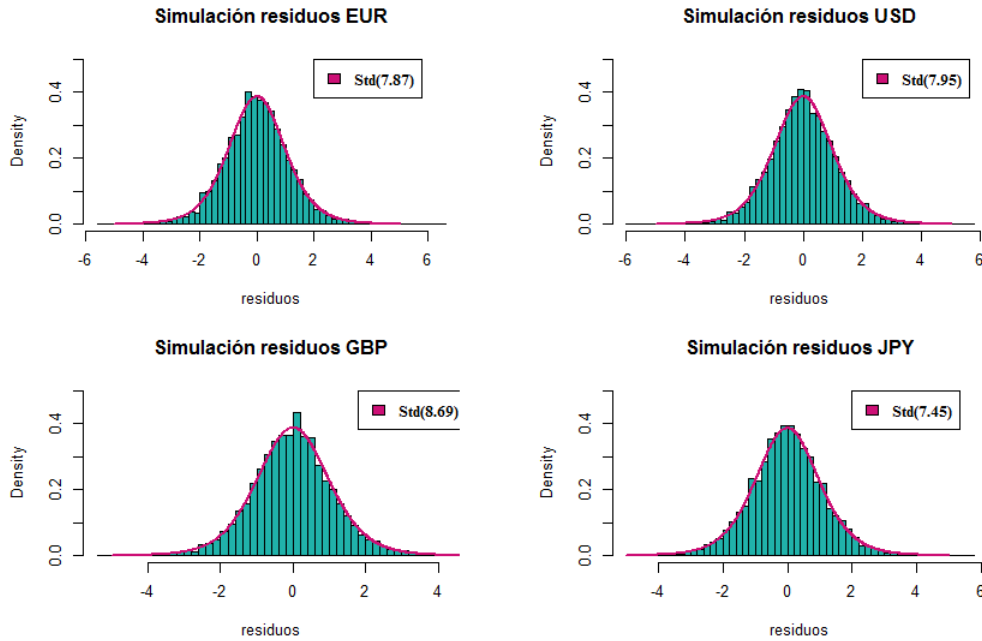 Simulación residuos EUR
Std(7.87)
Density
0.0 0.2 0.4
-6 -4 -2 0 2 4 6
residuos
Simulación residuos USD
Std(7.95)
Density
0.0 0.2 0.4
-6 -4 -2 0 2 4 6
residuos
Simulación residuos GBP
Std(8.69)
Density
0.0 0.2 0.4
-4 -2 0 2 4
residuos
Simulación residuos JPY
Std(7.45)
Density
0.0 0.2 0.4
-4 -2 0 2 4 6
residuos